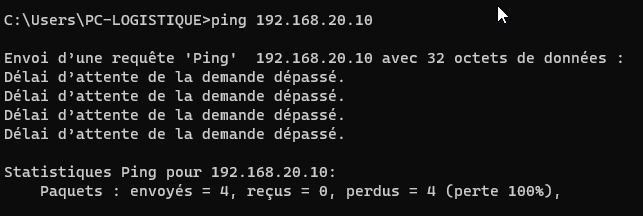 C:\Users\PC-LOGISTIQUE>ping 192.168.20.10
Envoi d’une requête 'Ping'  192.168.20.10 avec 32 octets de données :
Délai d’attente de la demande dépassé.
Délai d’attente de la demande dépassé.
Délai d’attente de la demande dépassé.
Délai d’attente de la demande dépassé.
Statistiques Ping pour 192.168.20.10:
    Paquets : envoyés = 4, reçus = 0, perdus = 4 (perte 100%),